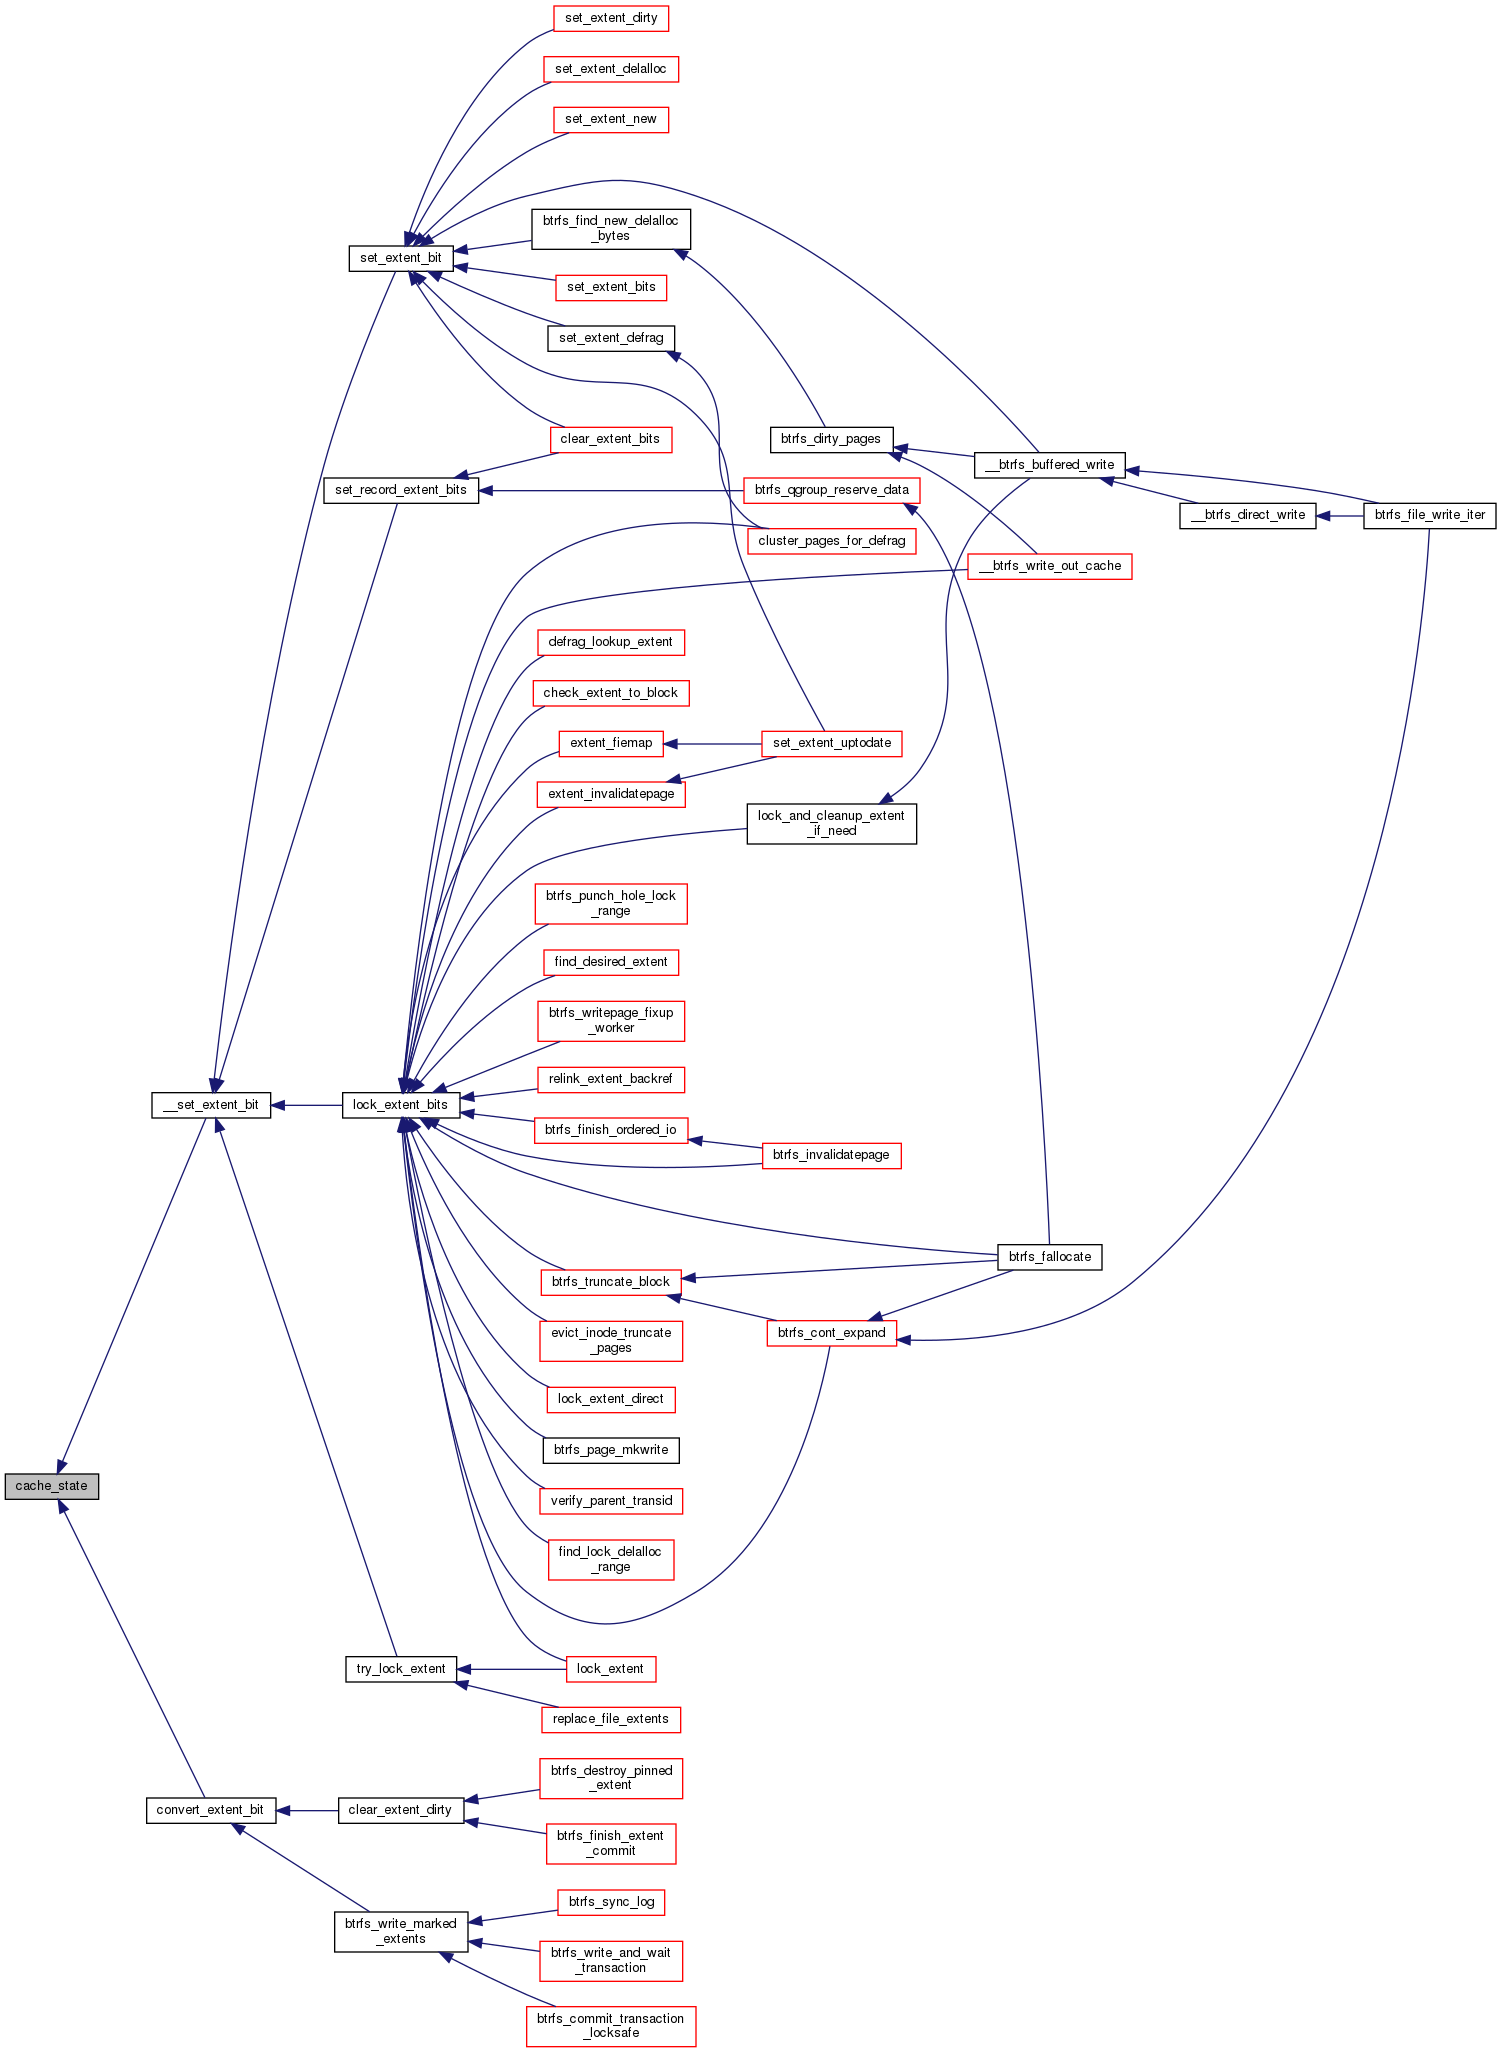 set_extent_dirty
set_extent_delalloc
set_extent_new
btrfs_find_new_delalloc
_bytes
set_extent_bit
set_extent_bits
set_extent_defrag
btrfs_dirty_pages
clear_extent_bits
__btrfs_buffered_write
set_record_extent_bits
btrfs_qgroup_reserve_data
__btrfs_direct_write
btrfs_file_write_iter
cluster_pages_for_defrag
__btrfs_write_out_cache
defrag_lookup_extent
check_extent_to_block
extent_fiemap
set_extent_uptodate
extent_invalidatepage
lock_and_cleanup_extent
_if_need
btrfs_punch_hole_lock
_range
find_desired_extent
btrfs_writepage_fixup
_worker
relink_extent_backref
__set_extent_bit
lock_extent_bits
btrfs_finish_ordered_io
btrfs_invalidatepage
btrfs_fallocate
btrfs_truncate_block
btrfs_cont_expand
evict_inode_truncate
_pages
lock_extent_direct
btrfs_page_mkwrite
cache_state
verify_parent_transid
find_lock_delalloc
_range
try_lock_extent
lock_extent
replace_file_extents
btrfs_destroy_pinned
_extent
convert_extent_bit
clear_extent_dirty
btrfs_finish_extent
_commit
btrfs_sync_log
btrfs_write_marked
_extents
btrfs_write_and_wait
_transaction
btrfs_commit_transaction
_locksafe